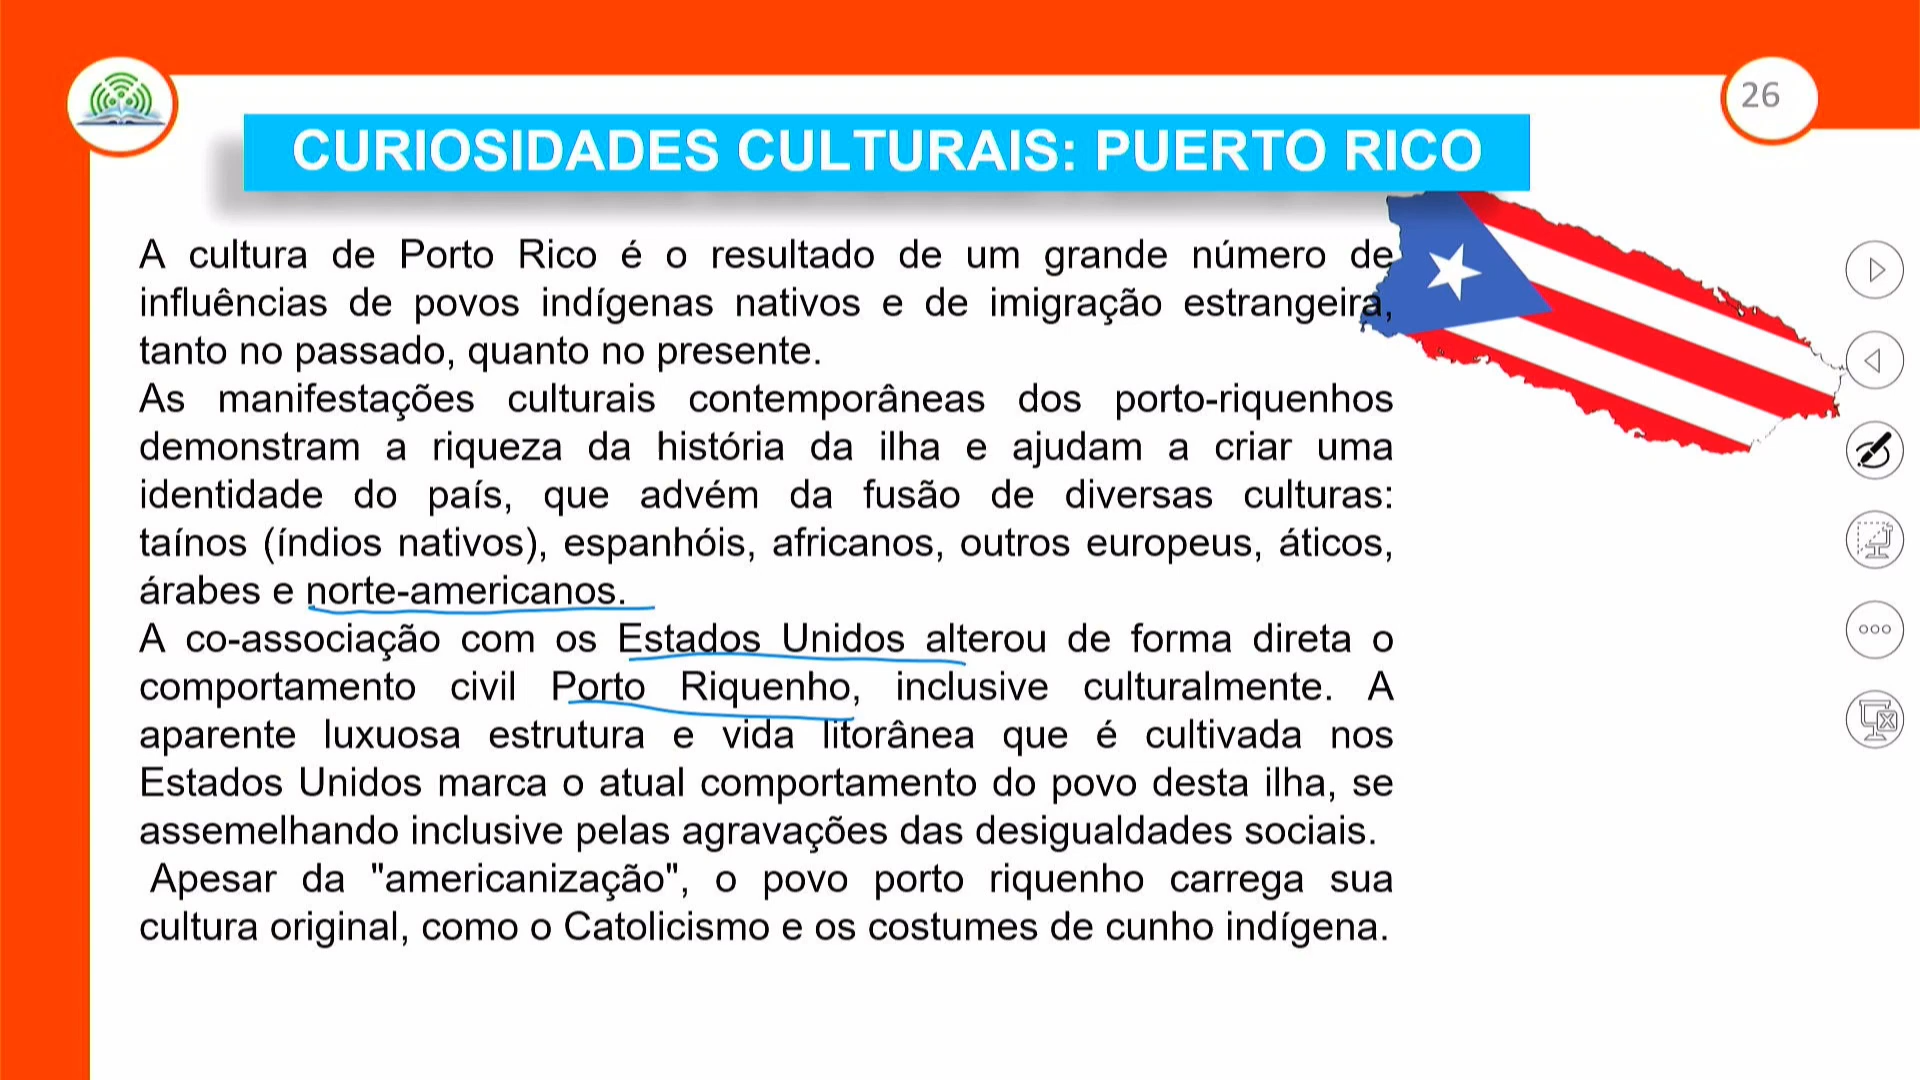 26
CURIOSIDADES CULTURAIS: PUERTO RICO
A cultura de Porto Rico é o resultado de um grande número de
influências de povos indígenas nativos e de imigração estrangeira,
tanto no passado, quanto no presente.
As manifestações culturais contemporâneas dos porto-riquenhos
demonstram a riqueza da história da ilha e ajudam a criar uma
identidade do país, que advém da fusão de diversas culturas:
taínos (índios nativos), espanhóis, africanos, outros europeus, áticos,
árabes e norte-americanos.
A co-associação com os Estados Unidos alterou de forma direta o
comportamento civil Porto Riquenho, inclusive culturalmente. A
aparente luxuosa estrutura e vida litorânea que é cultivada nos
Estados Unidos marca o atual comportamento do povo desta ilha, se
assemelhando inclusive pelas agravações das desigualdades sociais.
Apesar da "americanização", o povo porto riquenho carrega sua
cultura original, como o Catolicismo e os costumes de cunho indígena.